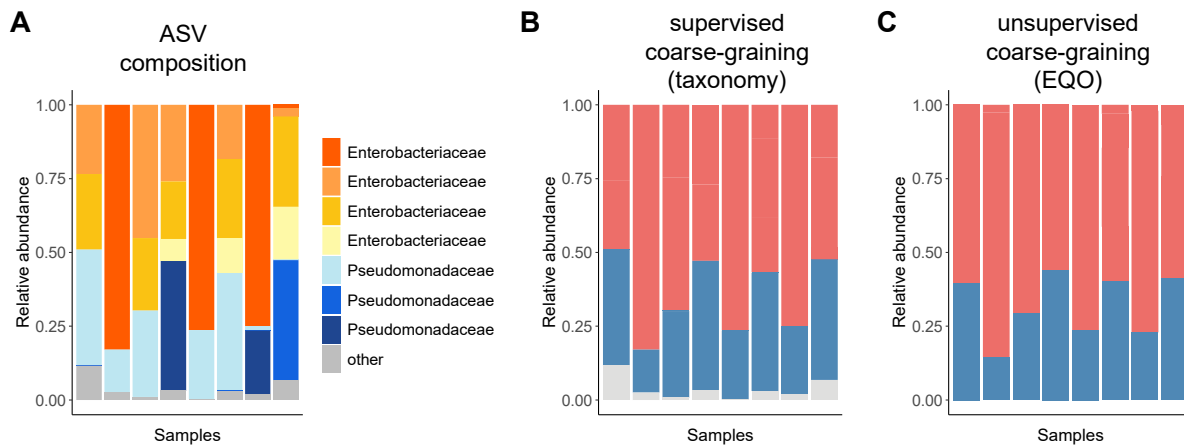 A
ASV
composition
1.00
0.75
0.50
0.25
0.00
Relative abundance
Samples
Enterobacteriaceae
Enterobacteriaceae
Enterobacteriaceae
Enterobacteriaceae
Pseudomonadaceae
Pseudomonadaceae
Pseudomonadaceae
other
B
supervised
coarse-graining
(taxonomy)
1.00
0.75
0.50
0.25
0.00
Relative abundance
Samples
C
unsupervised
coarse-graining
(EQO)
1.00
0.75
0.50
0.25
0.00
Relative abundance
Samples